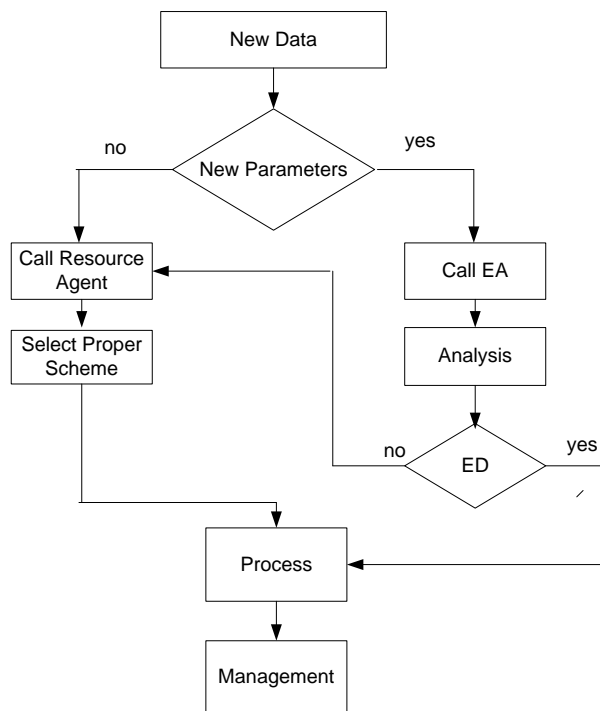 New Data
no
yes
New Parameters
Call Resource
Agent
Call EA
Select Proper
Scheme
Analysis
no
yes
ED
Process
Management